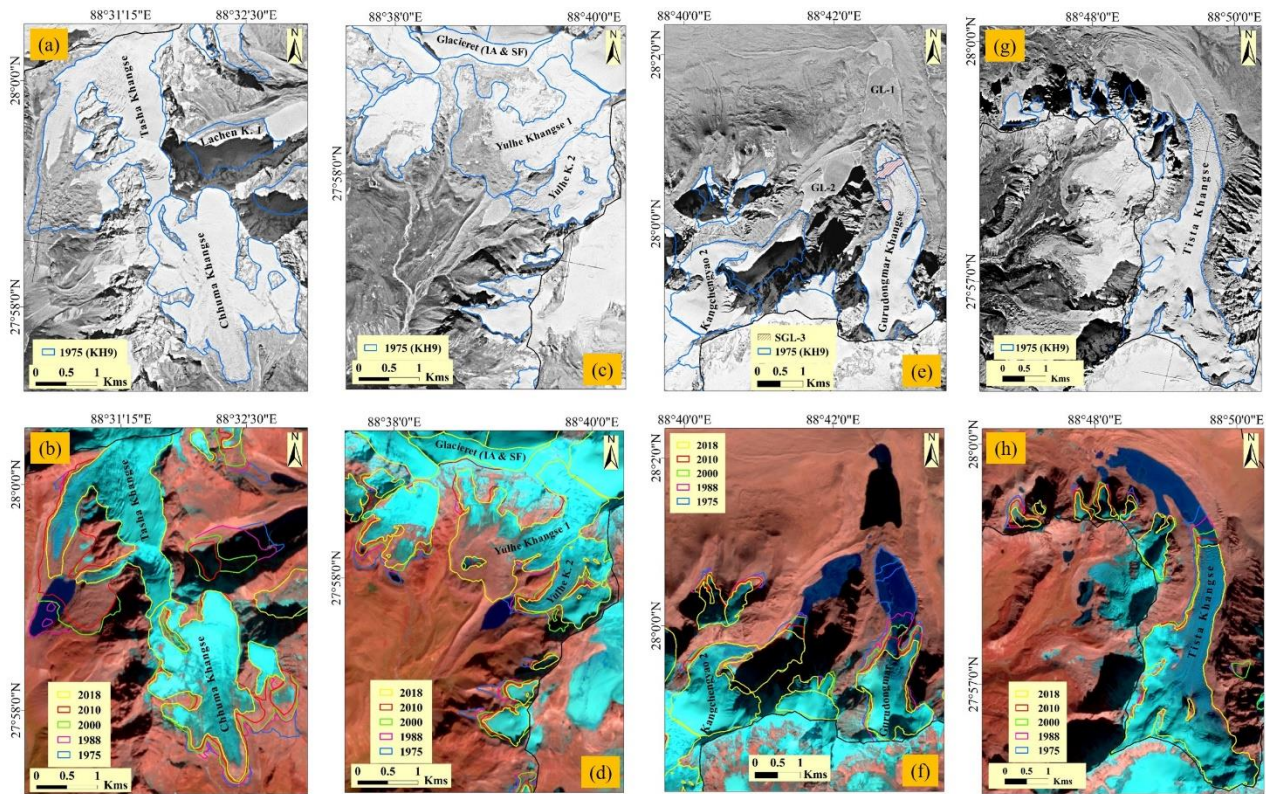 88°31'15"E
88°32'30"E
(a)
N
28°0'0"N
27°58'0"N
Tasha Khangse
Lachen K. 1
Chhuma Khangse
1975 (KH9)
0 0.5 1
Kms
88°38'0"E
88°40'0"E
N
27°58'0"N
Glacieret (IA & SF)
Yulhe Khangse 1
Yulhe K. 2
1975 (KH9)
0 0.5 1
Kms
(c)
88°40'0"E
88°42'0"E
N
28°2'0"N
28°0'0"N
GL-1
GL-2
Kangchengyao 2
Gurudongmar Khangse
SGL-3
1975 (KH9)
0 0.5 1
Kms
(e)
88°48'0"E
88°50'0"E
(g)
N
28°0'0"N
27°57'0"N
Tista Khangse
1975 (KH9)
0 0.5 1
Kms
88°31'15"E
88°32'30"E
(b)
N
28°0'0"N
27°58'0"N
Tasha Khangse
Chhuma Khangse
2018
2010
2000
1988
1975
0 0.5 1
Kms
88°38'0"E
88°40'0"E
N
27°58'0"N
Glacieret (IA & SF)
Yulhe Khangse 1
Yulhe K. 2
2018
2010
2000
1988
1975
0 0.5 1
Kms
(d)
88°40'0"E
88°42'0"E
2018
2010
2000
1988
1975
N
28°2'0"N
28°0'0"N
Kangchengyao 2
0 0.5 1
Kms
(f)
88°48'0"E
88°50'0"E
(h)
N
28°0'0"N
27°57'0"N
Tista Khangse
2018
2010
2000
1988
1975
0 0.5 1
Kms